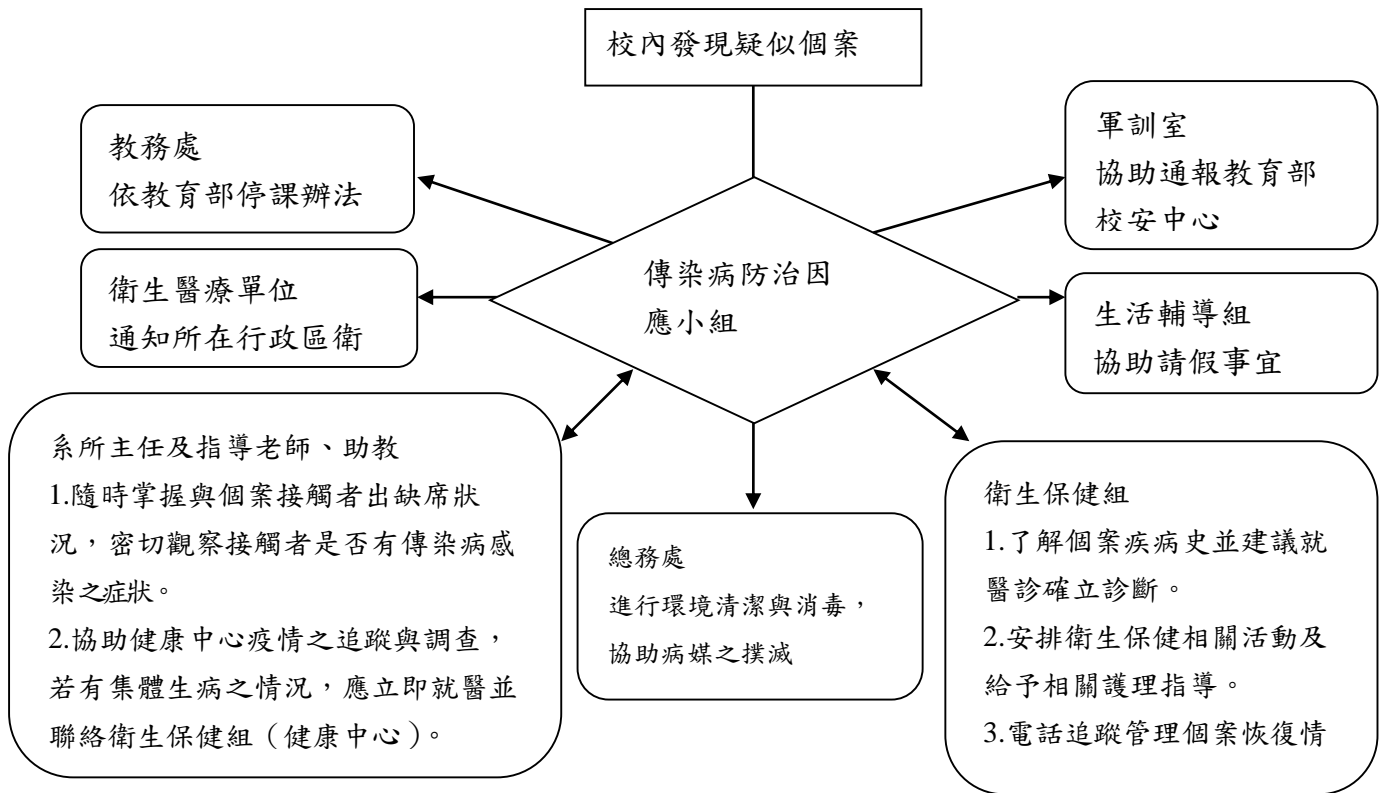 校內發現疑似個案
教務處
依教育部停課辦法
軍訓室
協助通報教育部
校安中心
衛生醫療單位
通知所在行政區衛
傳染病防治因
應小組
生活輔導組
協助請假事宜
系所主任及指導老師、助教
1.隨時掌握與個案接觸者出缺席狀
況，密切觀察接觸者是否有傳染病感
染之症狀。
2.協助健康中心疫情之追蹤與調查，
若有集體生病之情況，應立即就醫並
聯絡衛生保健組（健康中心）。
總務處
進行環境清潔與消毒，
協助病媒之撲滅
衛生保健組
1.了解個案疾病史並建議就
醫診確立診斷。
2.安排衛生保健相關活動及
給予相關護理指導。
3.電話追蹤管理個案恢復情